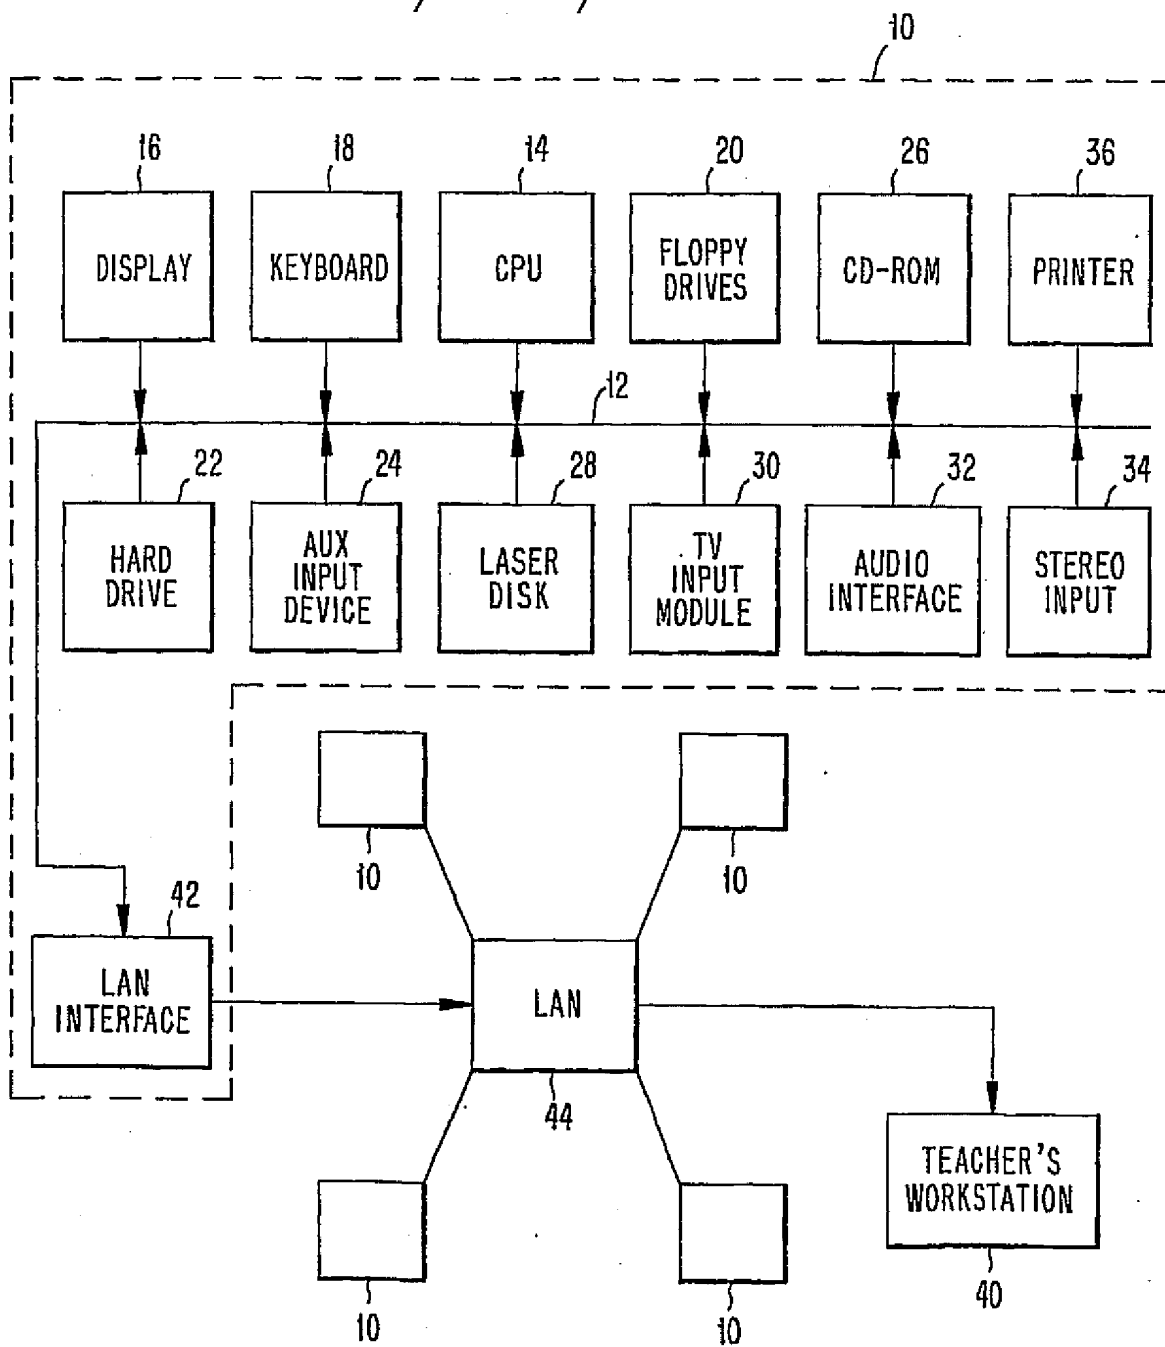 10
16
18
14
20
26
36
DISPLAY
KEYBOARD
CPU
FLOPPY
DRIVES
CD-ROM
PRINTER
12
22
24
28
30
32
34
HARD
DRIVE
AUX
INPUT
DEVICE
LASER
DISK
TV
INPUT
MODULE
AUDIO
INTERFACE
STEREO
INPUT
10
10
42
LAN
INTERFACE
LAN
44
TEACHER'S
WORKSTATION
40
10
10